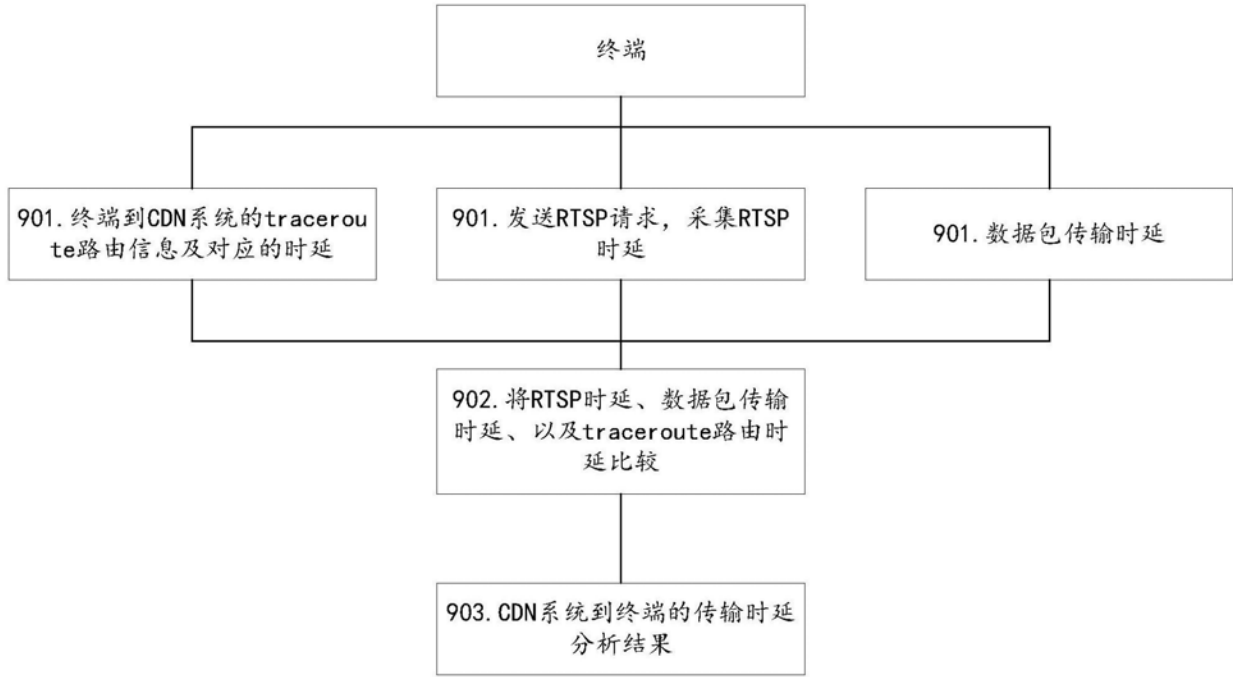 终端
901.终端到CDN系统的tracerou
te路由信息及对应的时延
901.发送RTSP请求，采集RTSP
时延
901.数据包传输时延
902.将RTSP时延、数据包传输
时延、以及traceroute路由时
延比较
903.CDN系统到终端的传输时延
分析结果